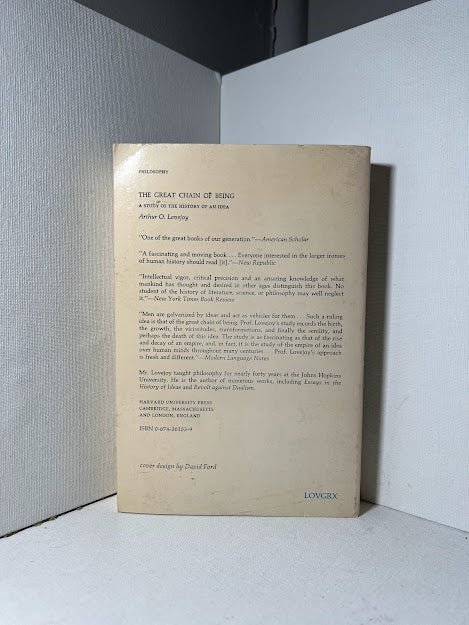 PHILOSOPHY
THE GREAT CHAIN OF BEING
A STUDY OF THE HISTORY OF AN IDEA
Arthur O. Lovejoy
"One of the great books of our generation."—American Scholar
"A fascinating and moving book . . . Everyone interested in the larger ironies
of human history should read [it]."—New Republic
"Intellectual vigor, critical precision and an amazing knowledge of what
mankind has thought and desired in other ages distinguish this book. No
student of the history of literature, science, or philosophy may well neglect
it."—New York Times Book Review
"Men are galvanized by ideas and act as vehicles for them . . . Such a ruling
idea is that of the great chain of being. Prof. Lovejoy's study records the birth,
the growth, the vicissitudes, transformations, and finally the senility, and
perhaps the death of this idea. The study is as fascinating as that of the rise
and decay of an empire, and, in fact, it is the study of the empire of an idea
over human minds throughout many centuries . . . Prof. Lovejoy's approach
is fresh and different."—Modern Language Notes
Mr. Lovejoy taught philosophy for nearly forty years at the Johns Hopkins
University. He is the author of numerous works, including Essays in the
History of Ideas and Revolt against Dualism.
HARVARD UNIVERSITY PRESS
CAMBRIDGE, MASSACHUSETTS
AND LONDON, ENGLAND
ISBN 0-674-36153-9
cover design by David Ford
LOVGRX